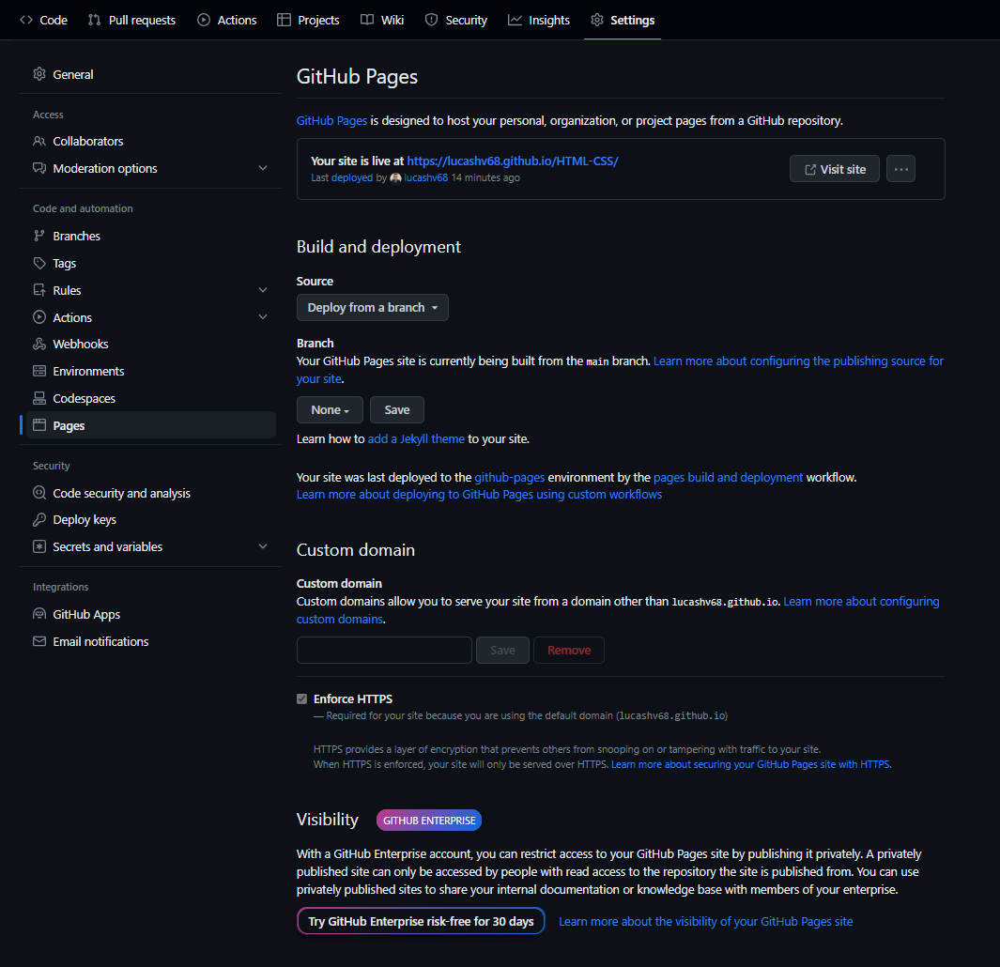 Code Pull requests Actions Projects Wiki Security Insights Settings
General
Access
Collaborators
Moderation options
Code and automation
Branches
Tags
Rules
Actions
Webhooks
Environments
Codespaces
Pages
Security
Code security and analysis
Deploy keys
Secrets and variables
Integrations
GitHub Apps
Email notifications
GitHub Pages
GitHub Pages is designed to host your personal, organization, or project pages from a GitHub repository.
Your site is live at https://lucashv68.github.io/HTML-CSS/
Last deployed by lucashv68 14 minutes ago
Visit site
Build and deployment
Source
Deploy from a branch
Branch
Your GitHub Pages site is currently being built from the main branch. Learn more about configuring the publishing source for
your site.
None Save
Learn how to add a Jekyll theme to your site.
Your site was last deployed to the github-pages environment by the pages build and deployment workflow.
Learn more about deploying to GitHub Pages using custom workflows
Custom domain
Custom domain
Custom domains allow you to serve your site from a domain other than lucashv68.github.io. Learn more about configuring
custom domains.
Save Remove
Enforce HTTPS
— Required for your site because you are using the default domain (lucashv68.github.io)
HTTPS provides a layer of encryption that prevents others from snooping on or tampering with traffic to your site.
When HTTPS is enforced, your site will only be served over HTTPS. Learn more about securing your GitHub Pages site with HTTPS.
Visibility GITHUB ENTERPRISE
With a GitHub Enterprise account, you can restrict access to your GitHub Pages site by publishing it privately. A privately
published site can only be accessed by people with read access to the repository the site is published from. You can use
privately published sites to share your internal documentation or knowledge base with members of your enterprise.
Try GitHub Enterprise risk-free for 30 days Learn more about the visibility of your GitHub Pages site